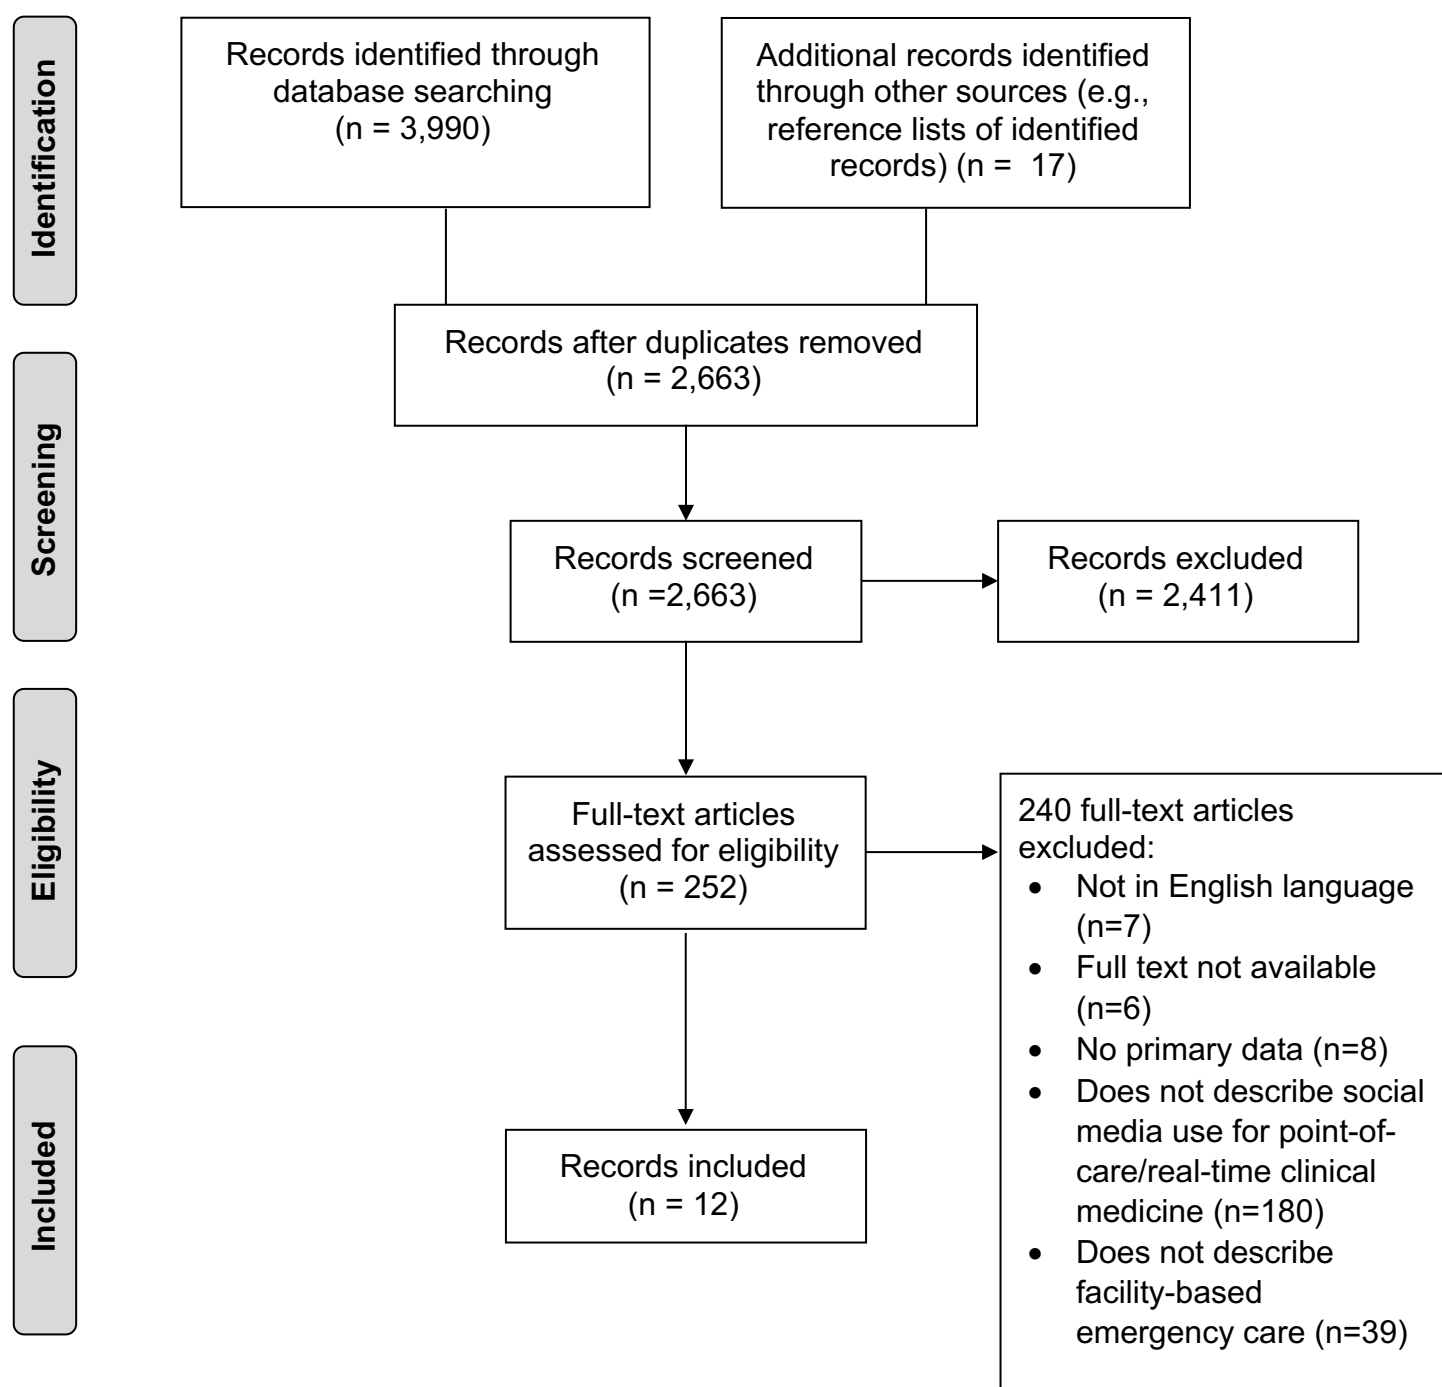 Identification
Records identified through
database searching
(n = 3,990)
Additional records identified
through other sources (e.g.,
reference lists of identified
records) (n =  17)
Records after duplicates removed
(n = 2,663)
Screening
Records screened
(n =2,663)
Records excluded
(n = 2,411)
Eligibility
Full-text articles
assessed for eligibility
(n = 252)
240 full-text articles
excluded:
• Not in English language
(n=7)
• Full text not available
(n=6)
• No primary data (n=8)
• Does not describe social
media use for point-of-
care/real-time clinical
medicine (n=180)
• Does not describe
facility-based
emergency care (n=39)
Included
Records included
(n = 12)